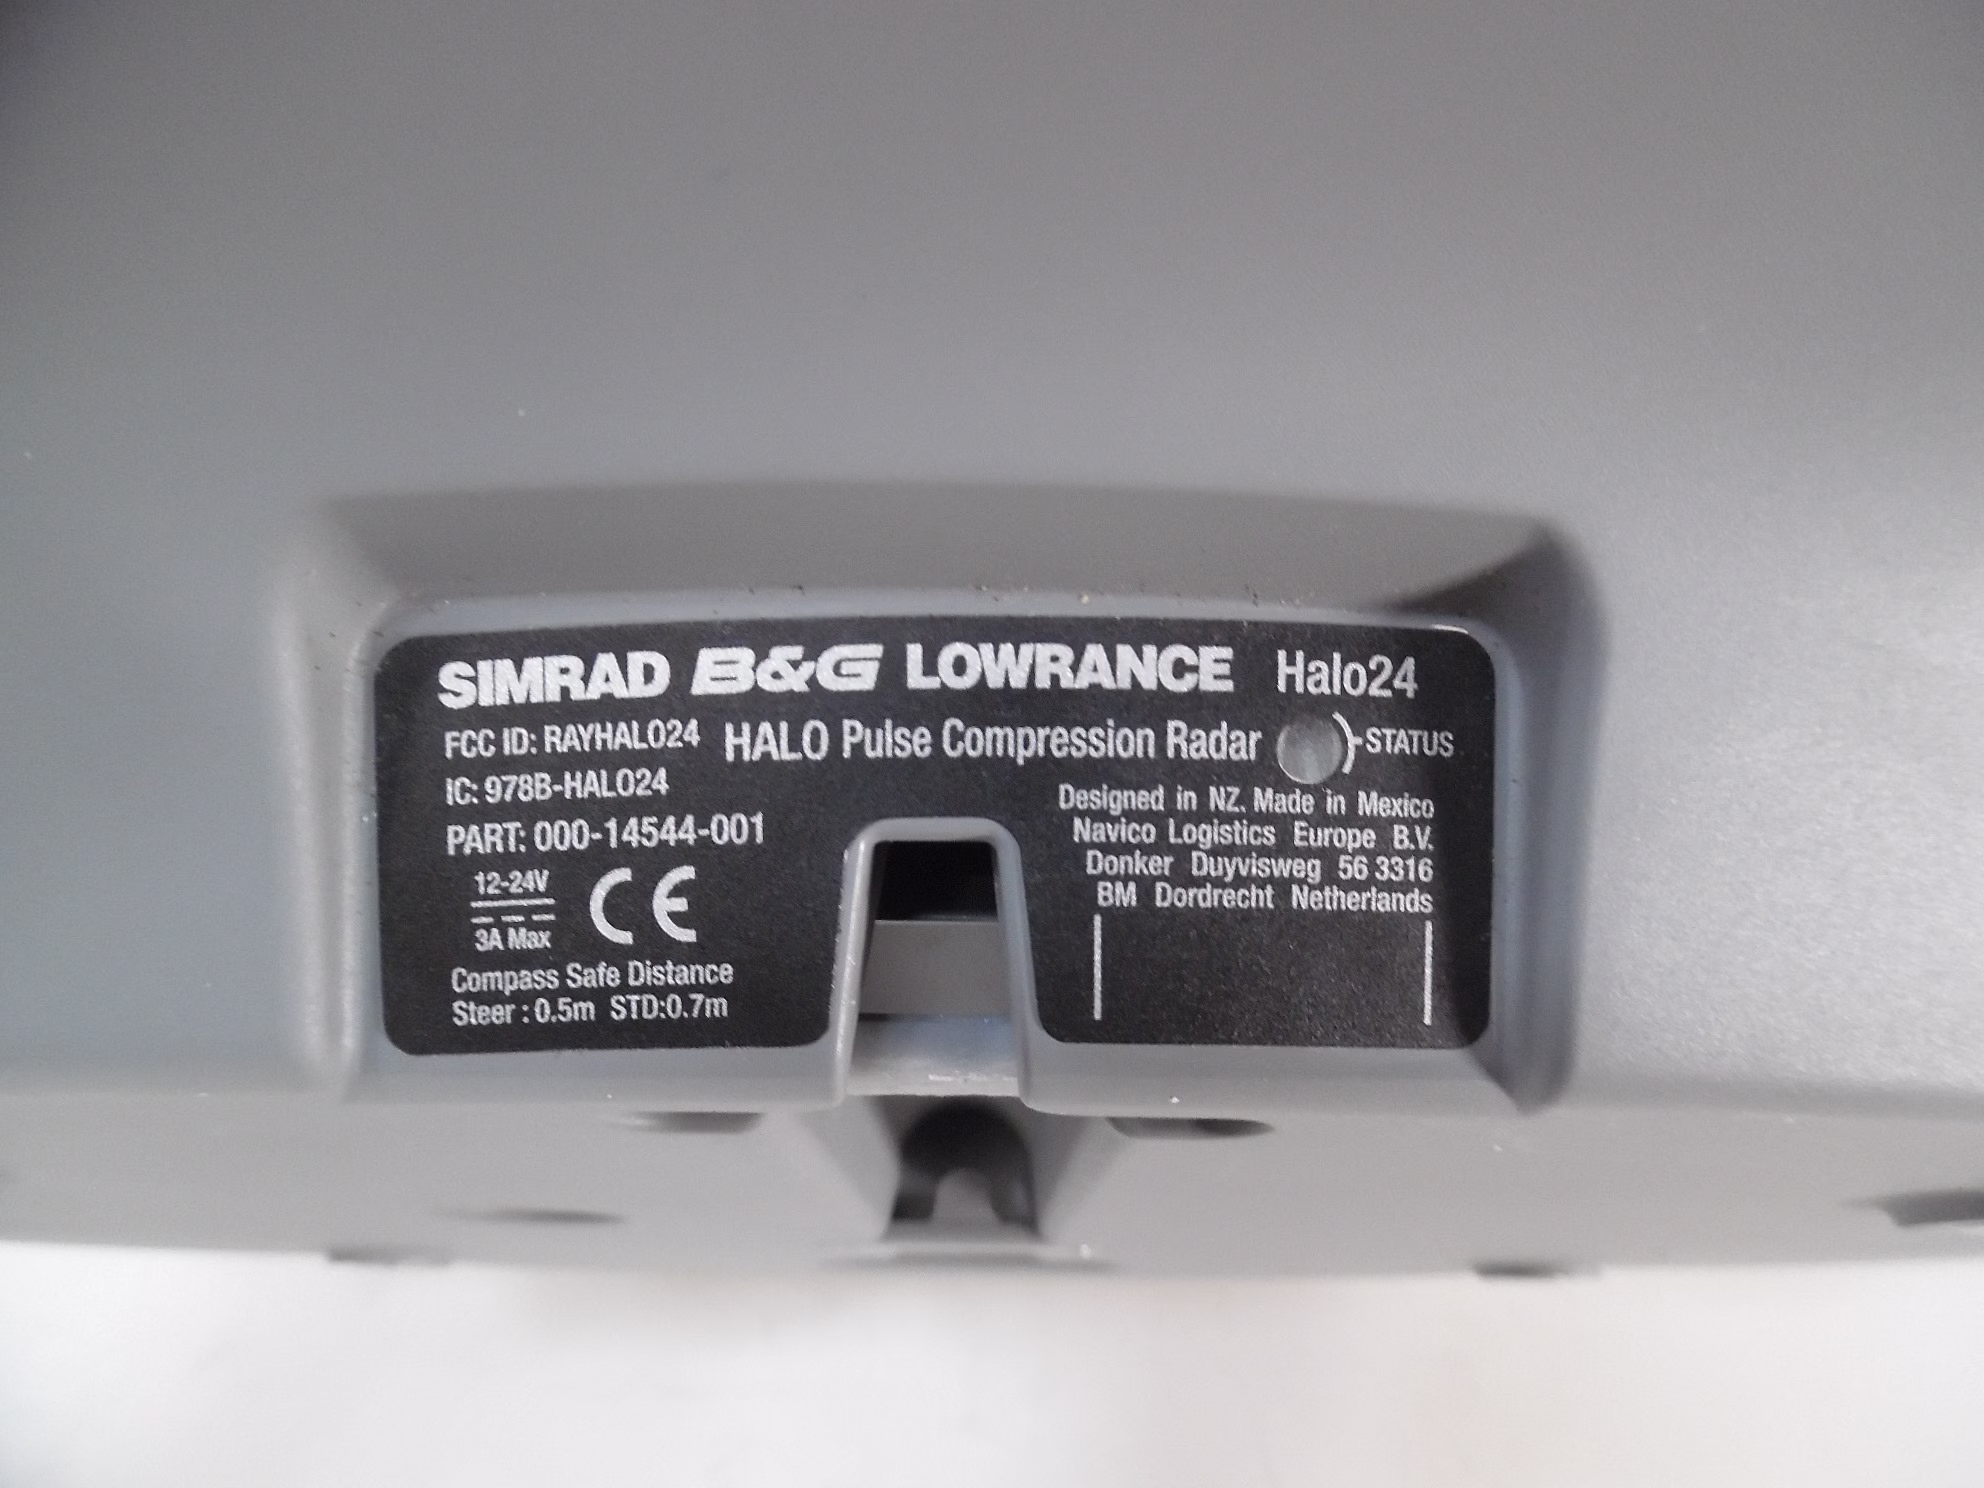 SIMRAD B&G LOWRANCE Halo24
FCC ID: RAYHALO24 HALO Pulse Compression Radar STATUS
IC: 978B-HALO24
PART: 000-14544-001
12-24V
3A Max
CE
Compass Safe Distance
Steer : 0.5m STD:0.7m
Designed in NZ. Made in Mexico
Navico Logistics Europe B.V.
Donker Duyvisweg 56 3316
BM Dordrecht Netherlands